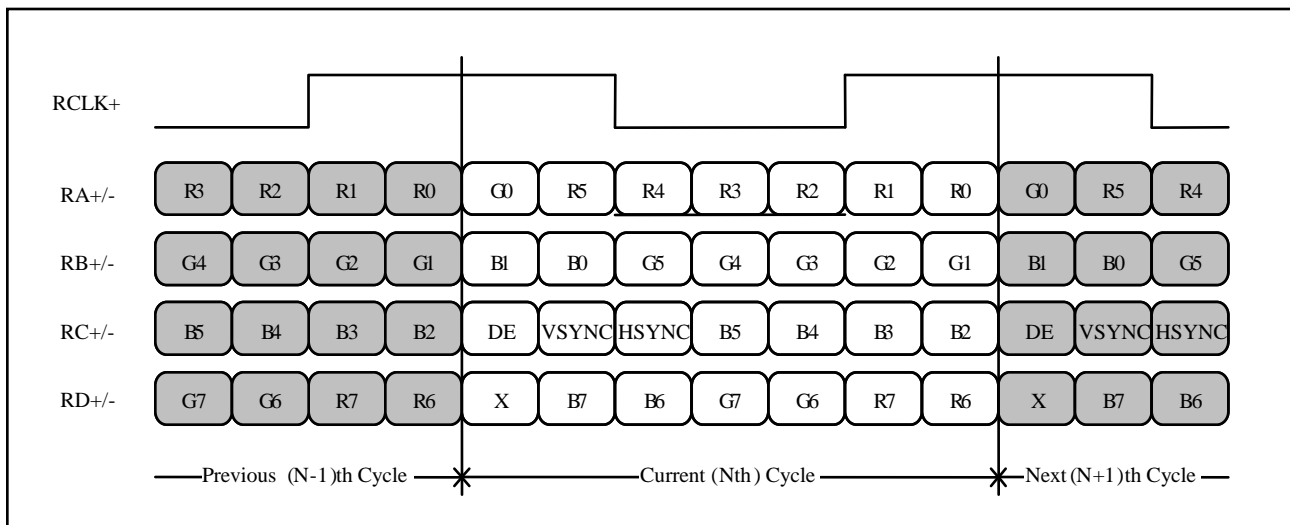 RCLK+
RA+/- R3 R2 R1 R0 G0 R5 R4 R3 R2 R1 R0 G0 R5 R4
RB+/- G4 G3 G2 G1 B1 B0 G5 G4 G3 G2 G1 B1 B0 G5
RC+/- B5 B4 B3 B2 DE VSYNC HSYNC B5 B4 B3 B2 DE VSYNC HSYNC
RD+/- G7 G6 R7 R6 X B7 B6 G7 G6 R7 R6 X B7 B6
Previous (N-1)th Cycle Current (Nth) Cycle Next (N+1)th Cycle